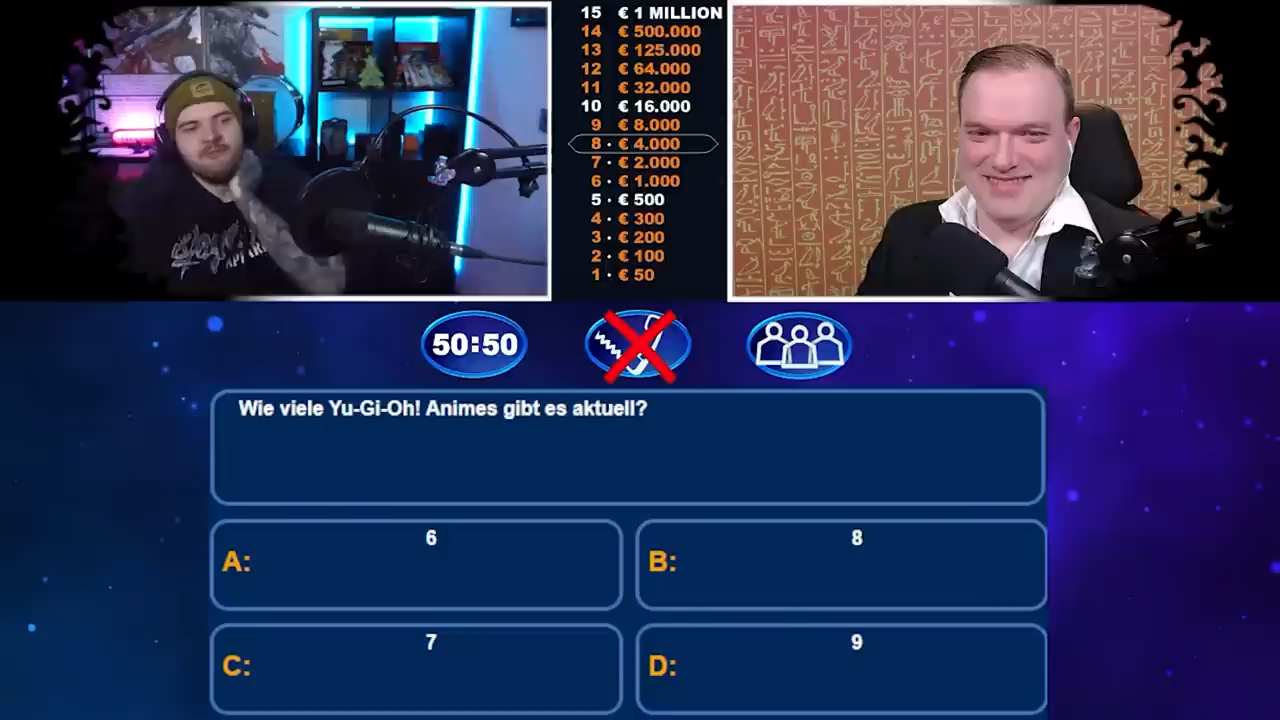 15 € 1 MILLION
14 € 500.000
13 € 125.000
12 € 64.000
11 € 32.000
10 € 16.000
9 € 8.000
8 · € 4.000
7 · € 2.000
6 · € 1.000
5 · € 500
4 · € 300
3 · € 200
2 · € 100
1 · € 50
50:50
Wie viele Yu-Gi-Oh! Animes gibt es aktuell?
A: 6
B: 8
C: 7
D: 9